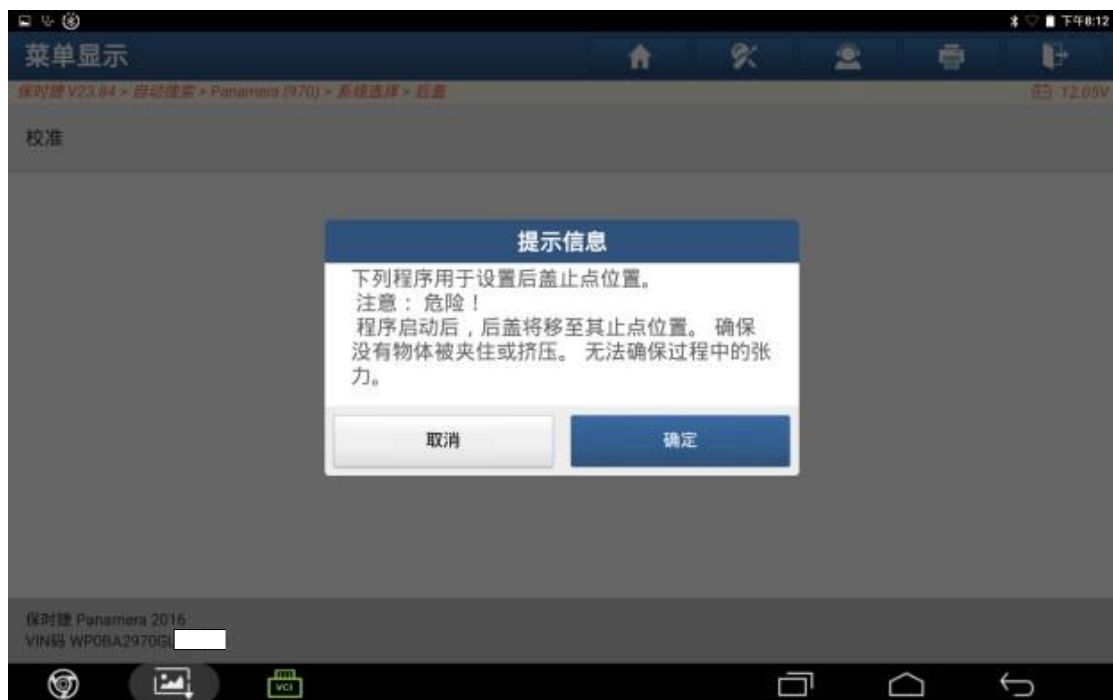 下午8:12
菜单显示
保时捷 V23.84 > 自动搜索 > Panamera (970) > 系统选择 > 后盖
12.05V
校准
提示信息
下列程序用于设置后盖止点位置。
注意： 危险！
程序启动后，后盖将移至其止点位置。 确保
没有物体被夹住或挤压。 无法确保过程中的张
力。
取消
确定
保时捷 Panamera 2016
VIN码 WP0BA2970GL
VCI